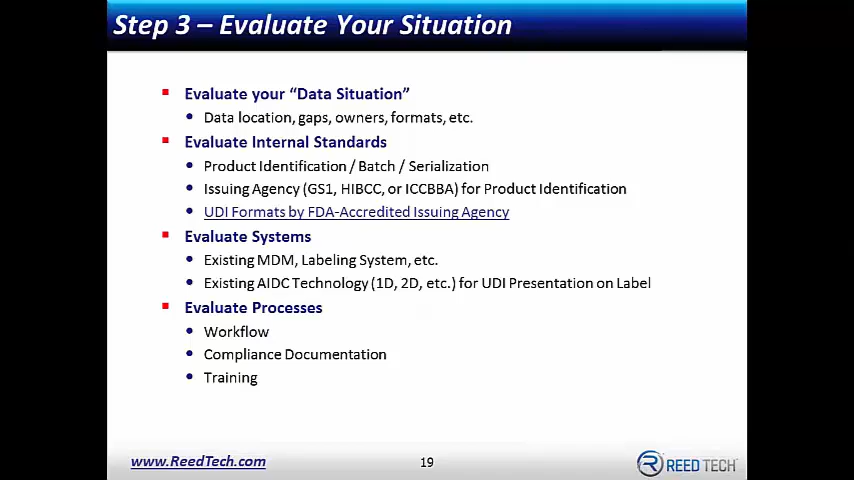 Step 3 – Evaluate Your Situation
Evaluate your “Data Situation”
Data location, gaps, owners, formats, etc.
Evaluate Internal Standards
Product Identification / Batch / Serialization
Issuing Agency (GS1, HIBCC, or ICCBBA) for Product Identification
UDI Formats by FDA-Accredited Issuing Agency
Evaluate Systems
Existing MDM, Labeling System, etc.
Existing AIDC Technology (1D, 2D, etc.) for UDI Presentation on Label
Evaluate Processes
Workflow
Compliance Documentation
Training
www.ReedTech.com
19
REED TECH